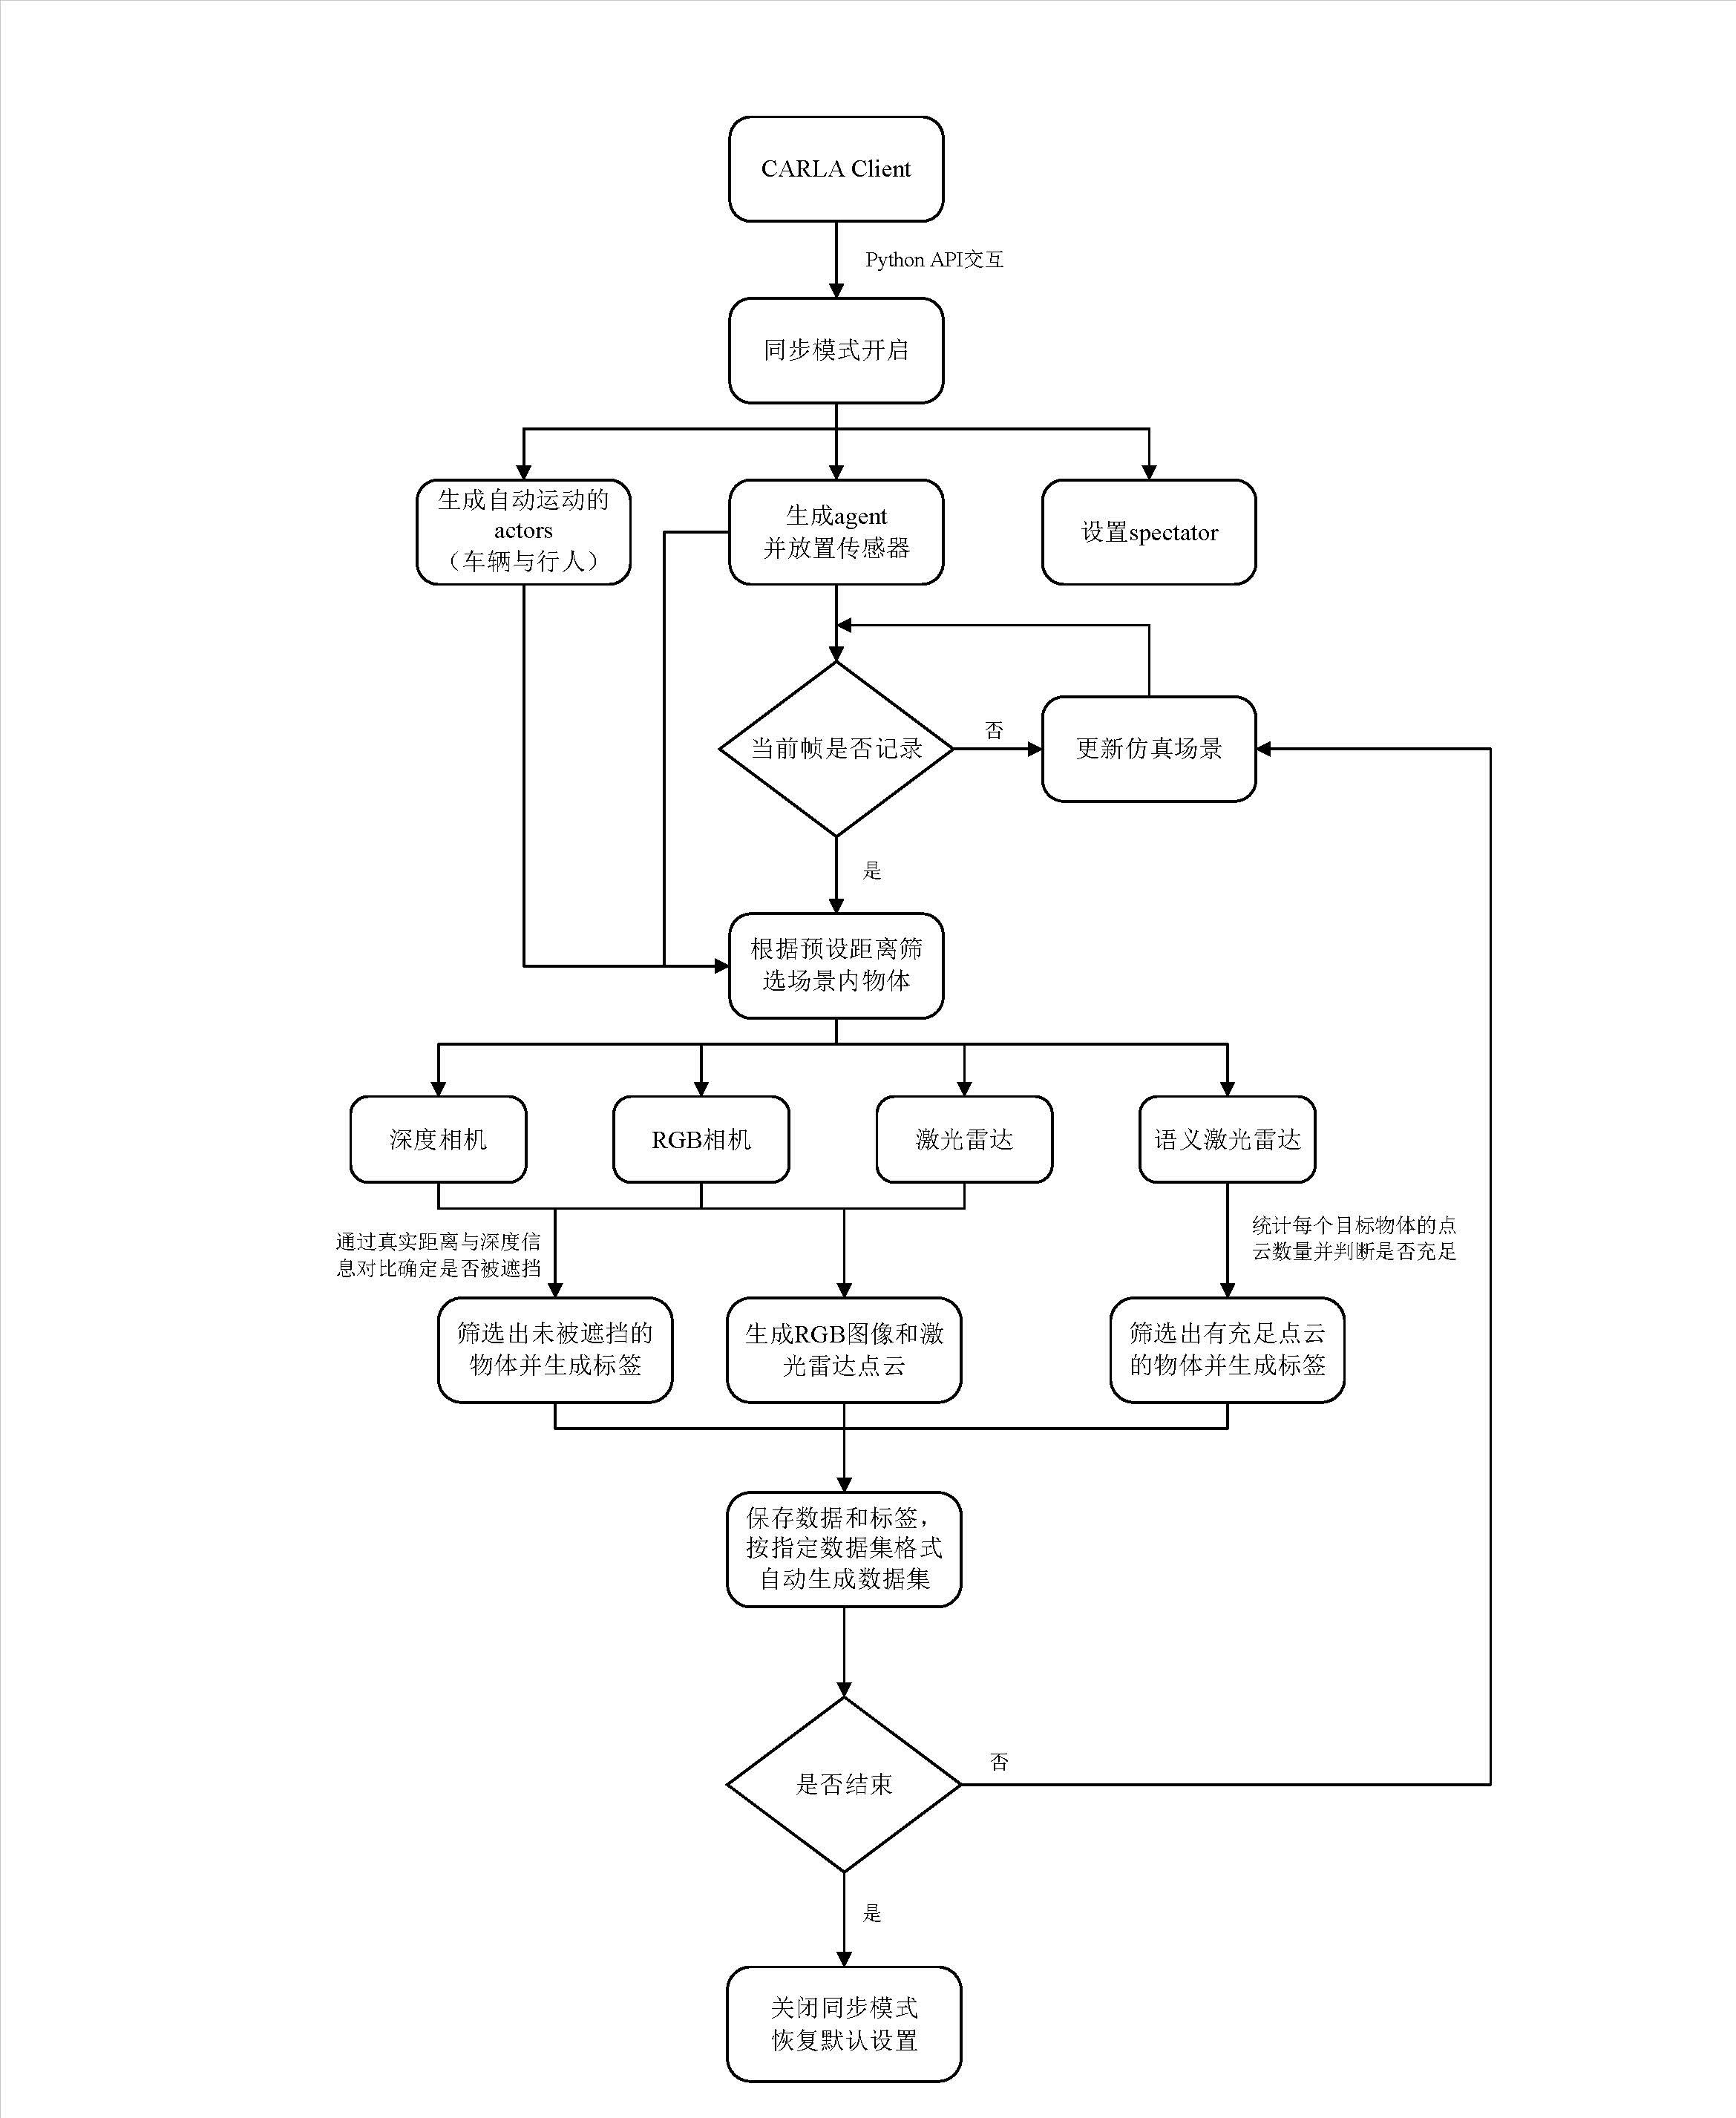 CARLA Client
Python API交互
同步模式开启
生成自动运动的
actors
（车辆与行人）
生成agent
并放置传感器
设置spectator
当前帧是否记录
否
更新仿真场景
是
根据预设距离筛
选场景内物体
深度相机
RGB相机
激光雷达
语义激光雷达
通过真实距离与深度信
息对比确定是否被遮挡
统计每个目标物体的点
云数量并判断是否充足
筛选出未被遮挡的
物体并生成标签
生成RGB图像和激
光雷达点云
筛选出有充足点云
的物体并生成标签
保存数据和标签，
按指定数据集格式
自动生成数据集
是否结束
否
是
关闭同步模式
恢复默认设置